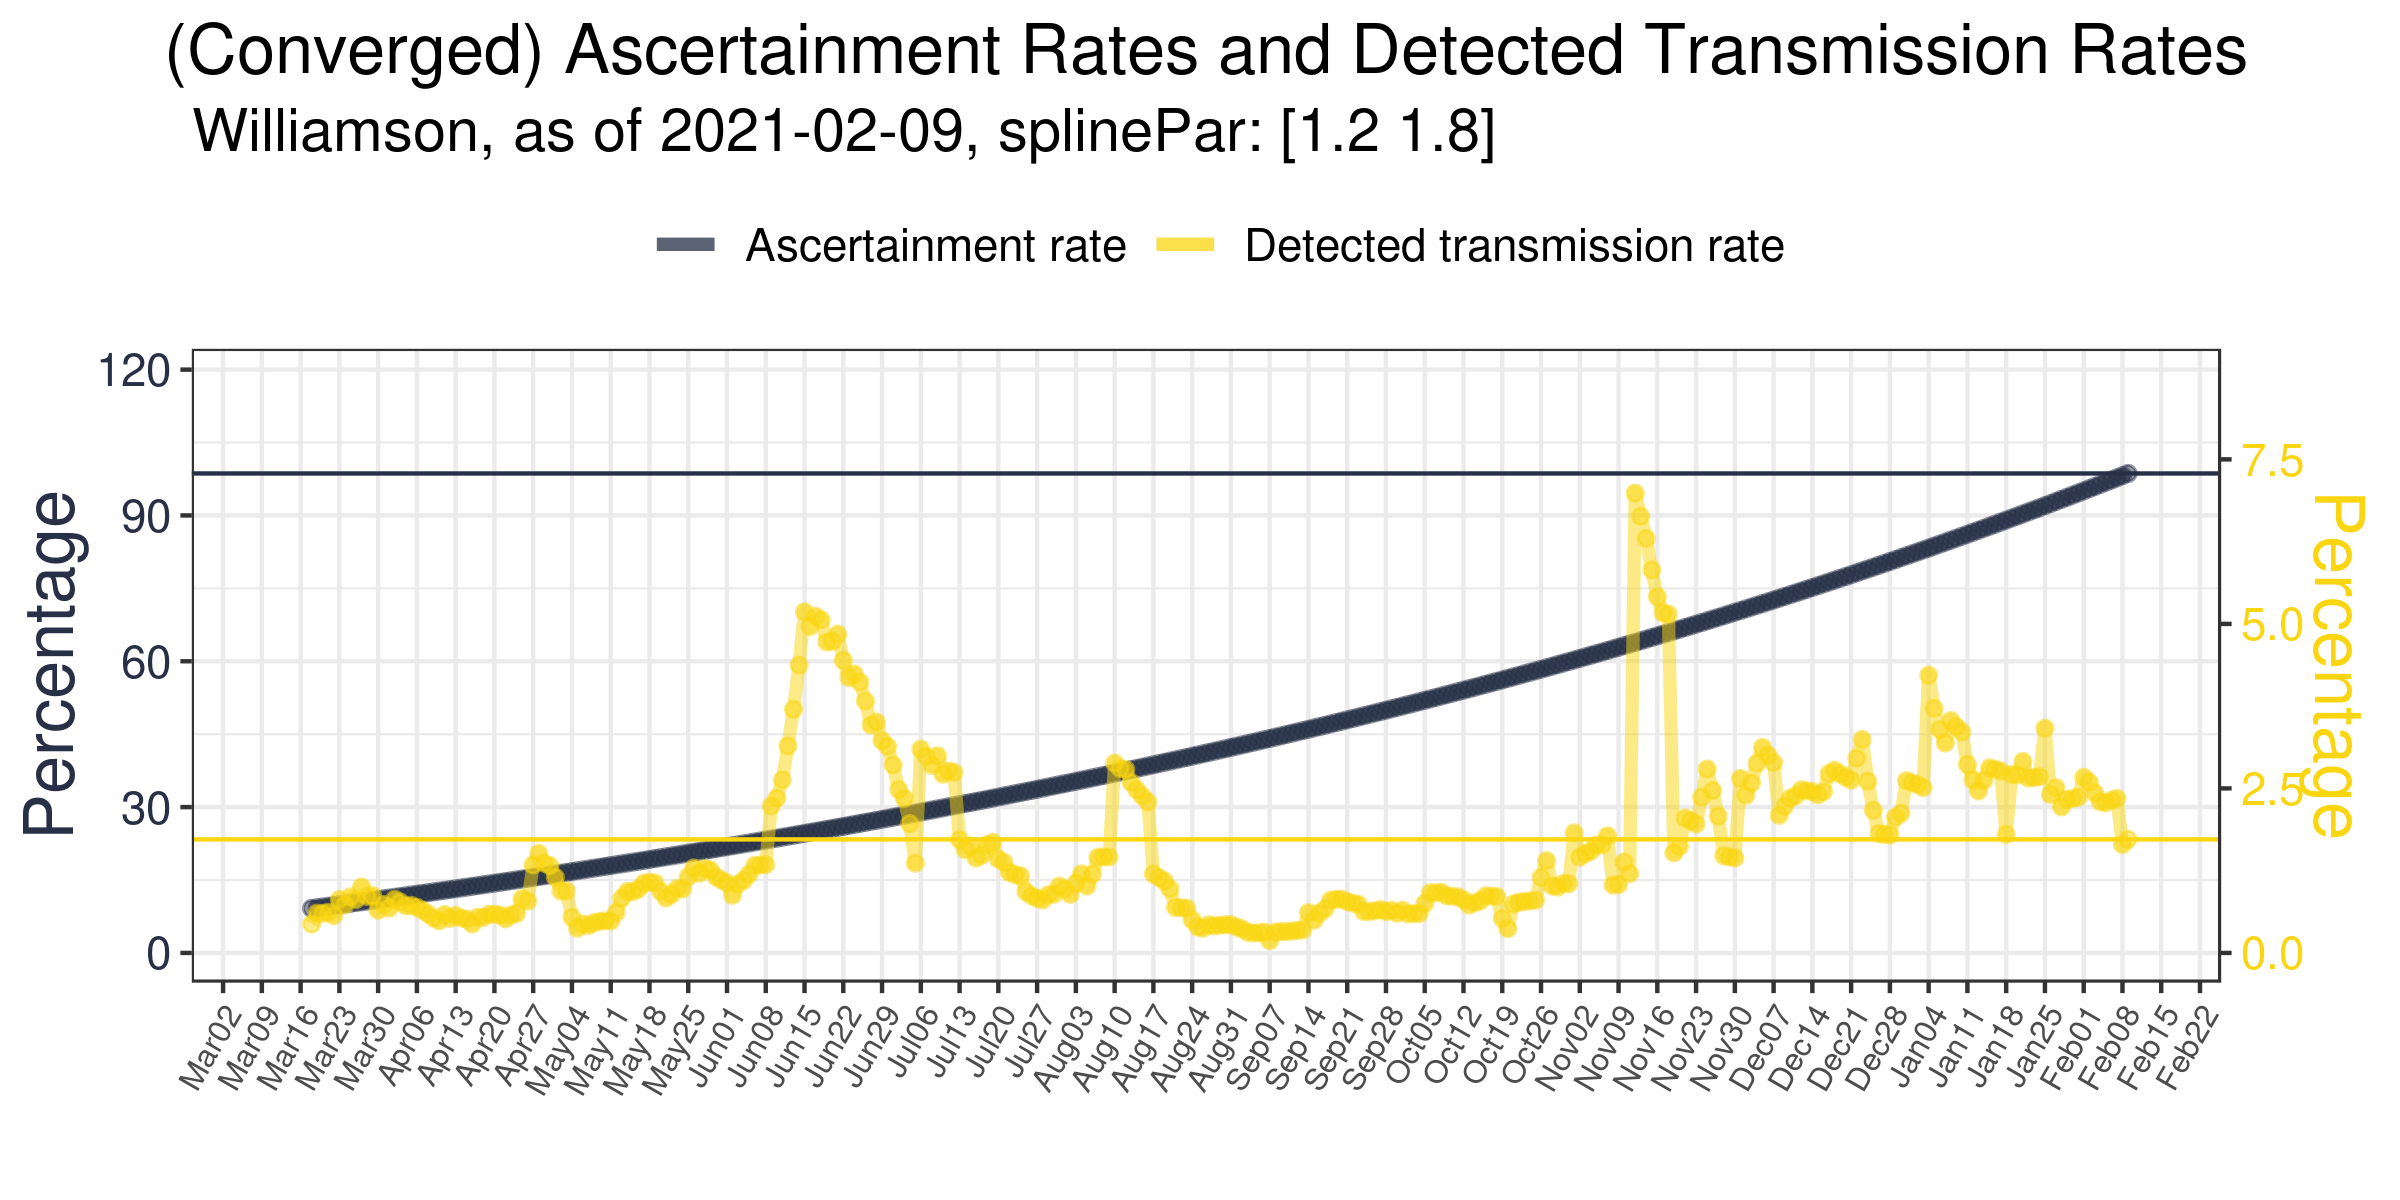 (Converged) Ascertainment Rates and Detected Transmission Rates
Williamson, as of 2021-02-09, splinePar: [1.2 1.8]
Ascertainment rate
Detected transmission rate
Percentage
120
90
60
30
0
7.5
5.0
2.5
0.0
Percentage
Mar02
Mar09
Mar16
Mar23
Mar30
Apr06
Apr13
Apr20
Apr27
May04
May11
May18
May25
Jun01
Jun08
Jun15
Jun22
Jun29
Jul06
Jul13
Jul20
Jul27
Aug03
Aug10
Aug17
Aug24
Aug31
Sep07
Sep14
Sep21
Sep28
Oct05
Oct12
Oct19
Oct26
Nov02
Nov09
Nov16
Nov23
Nov30
Dec07
Dec14
Dec21
Dec28
Jan04
Jan11
Jan18
Jan25
Feb01
Feb08
Feb15
Feb22